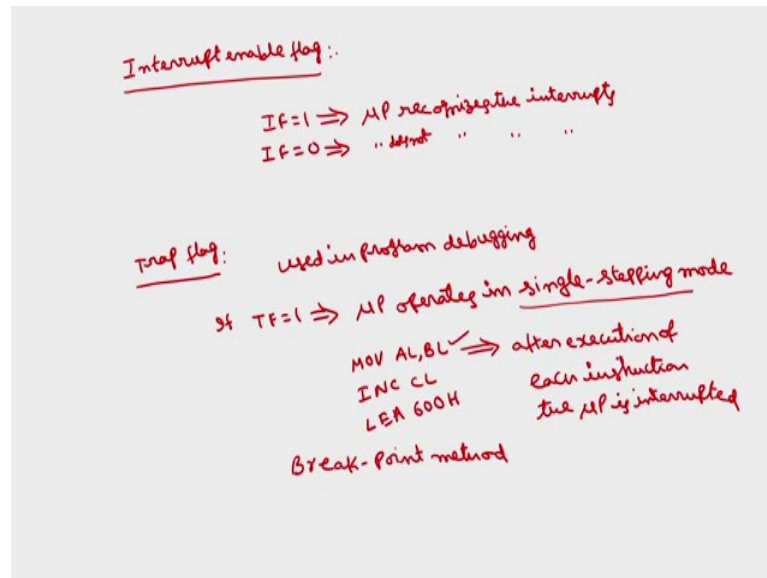 Interrupt enable flag :.
IF=1 ⇒ μP recognizes the interrupts
IF=0 ⇒ " does not " " "
Trap flag: used in program debugging
If TF=1 ⇒ μP operates in single-stepping mode
MOV AL,BL ✓ ⇒ after execution of
INC CL each instruction
LEA 600H the μP is interrupted
Break-Point method